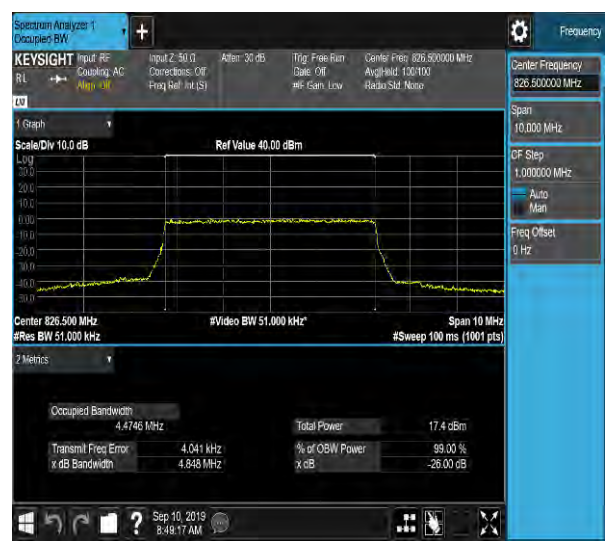 Spectrum Analyzer 1
Occupied BW
+
Frequency
KEYSIGHT Input: RF
RL
Coupling: AC
Align: Off
Input Z: 50 Ω
Corrections: Off
Freq Ref: Int (S)
Atten: 30 dB
Trig: Free Run
Gate: Off
#IF Gain: Low
Center Freq: 826.500000 MHz
Avg|Hold: 100/100
Radio Std: None
LW
1 Graph
Scale/Div 10.0 dB
Ref Value 40.00 dBm
Log
30.0
20.0
10.0
0.00
-10.0
-20.0
-30.0
-40.0
-50.0
Center 826.500 MHz
#Video BW 51.000 kHz*
Span 10 MHz
#Res BW 51.000 kHz
#Sweep 100 ms (1001 pts)
2 Metrics
Occupied Bandwidth
4.4746 MHz
Total Power 17.4 dBm
Transmit Freq Error 4.041 kHz
% of OBW Power 99.00 %
x dB Bandwidth 4.848 MHz
x dB -26.00 dB
Center Frequency
826.500000 MHz
Span
10.000 MHz
CF Step
1.000000 MHz
Auto
Man
Freq Offset
0 Hz
?
Sep 10, 2019
8:49:17 AM